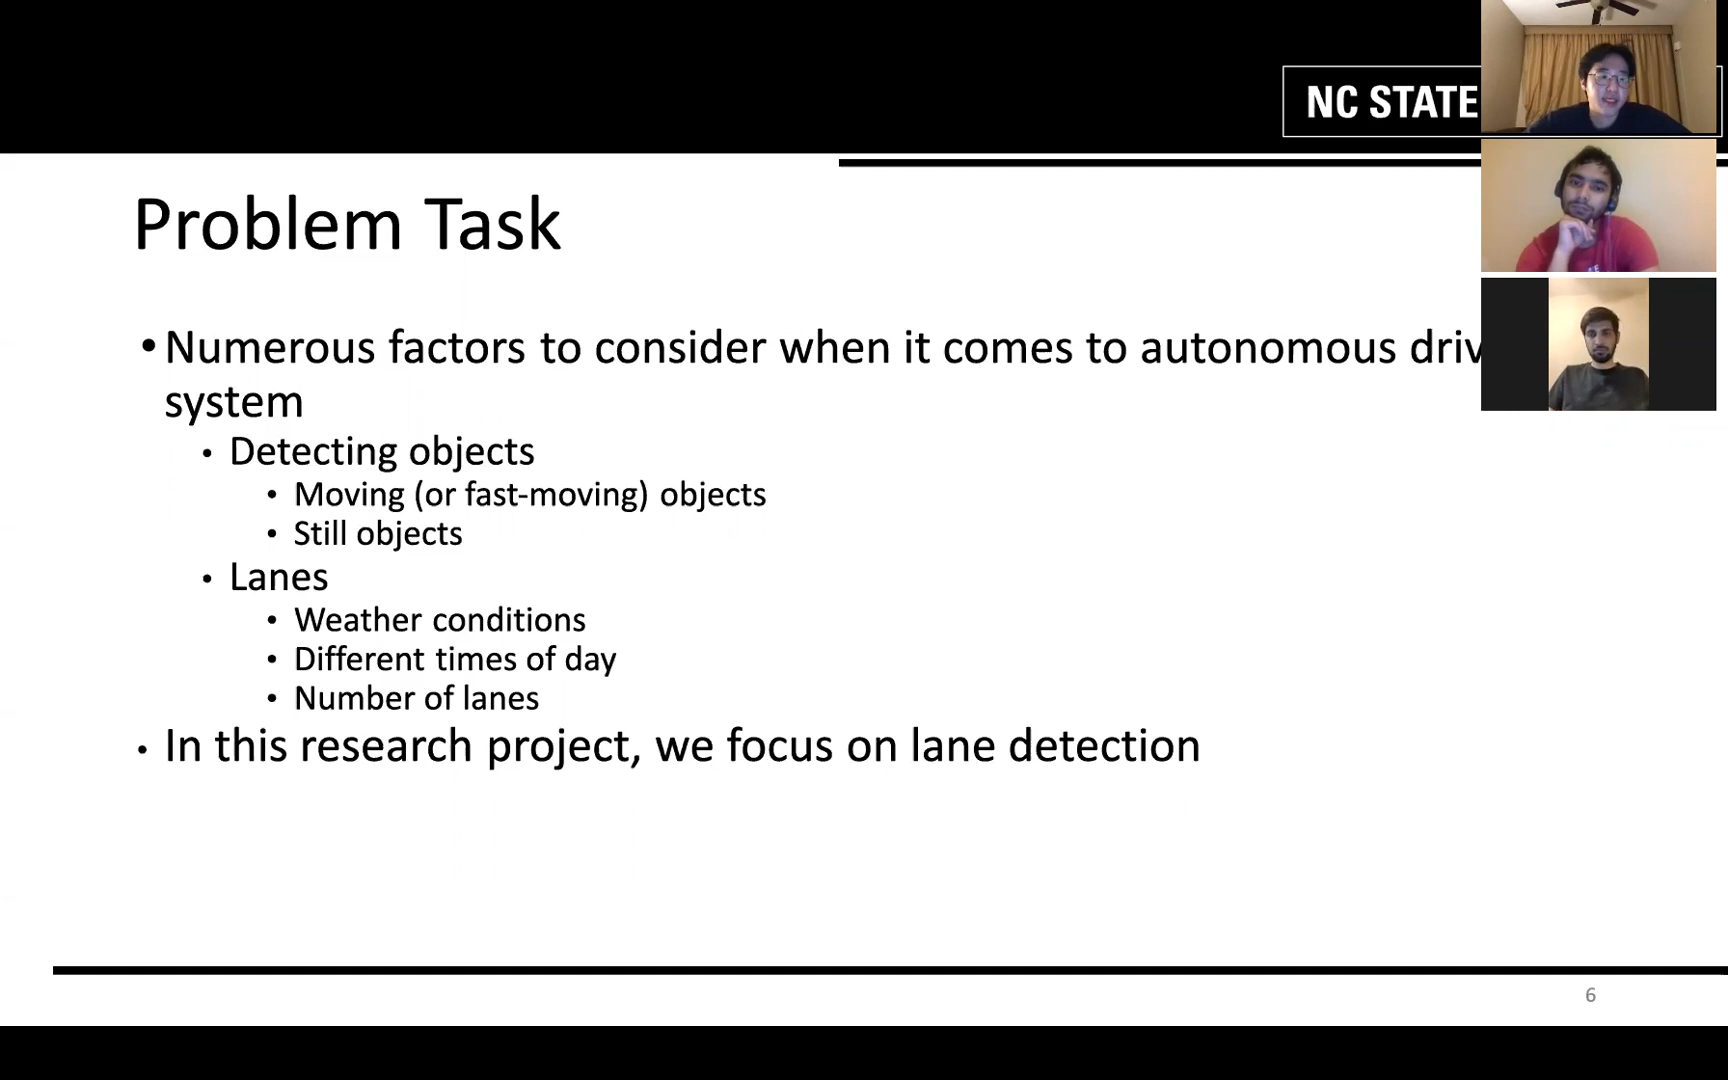 NC STATE
Problem Task
• Numerous factors to consider when it comes to autonomous
system
• Detecting objects
• Moving (or fast-moving) objects
• Still objects
• Lanes
• Weather conditions
• Different times of day
• Number of lanes
• In this research project, we focus on lane detection
6